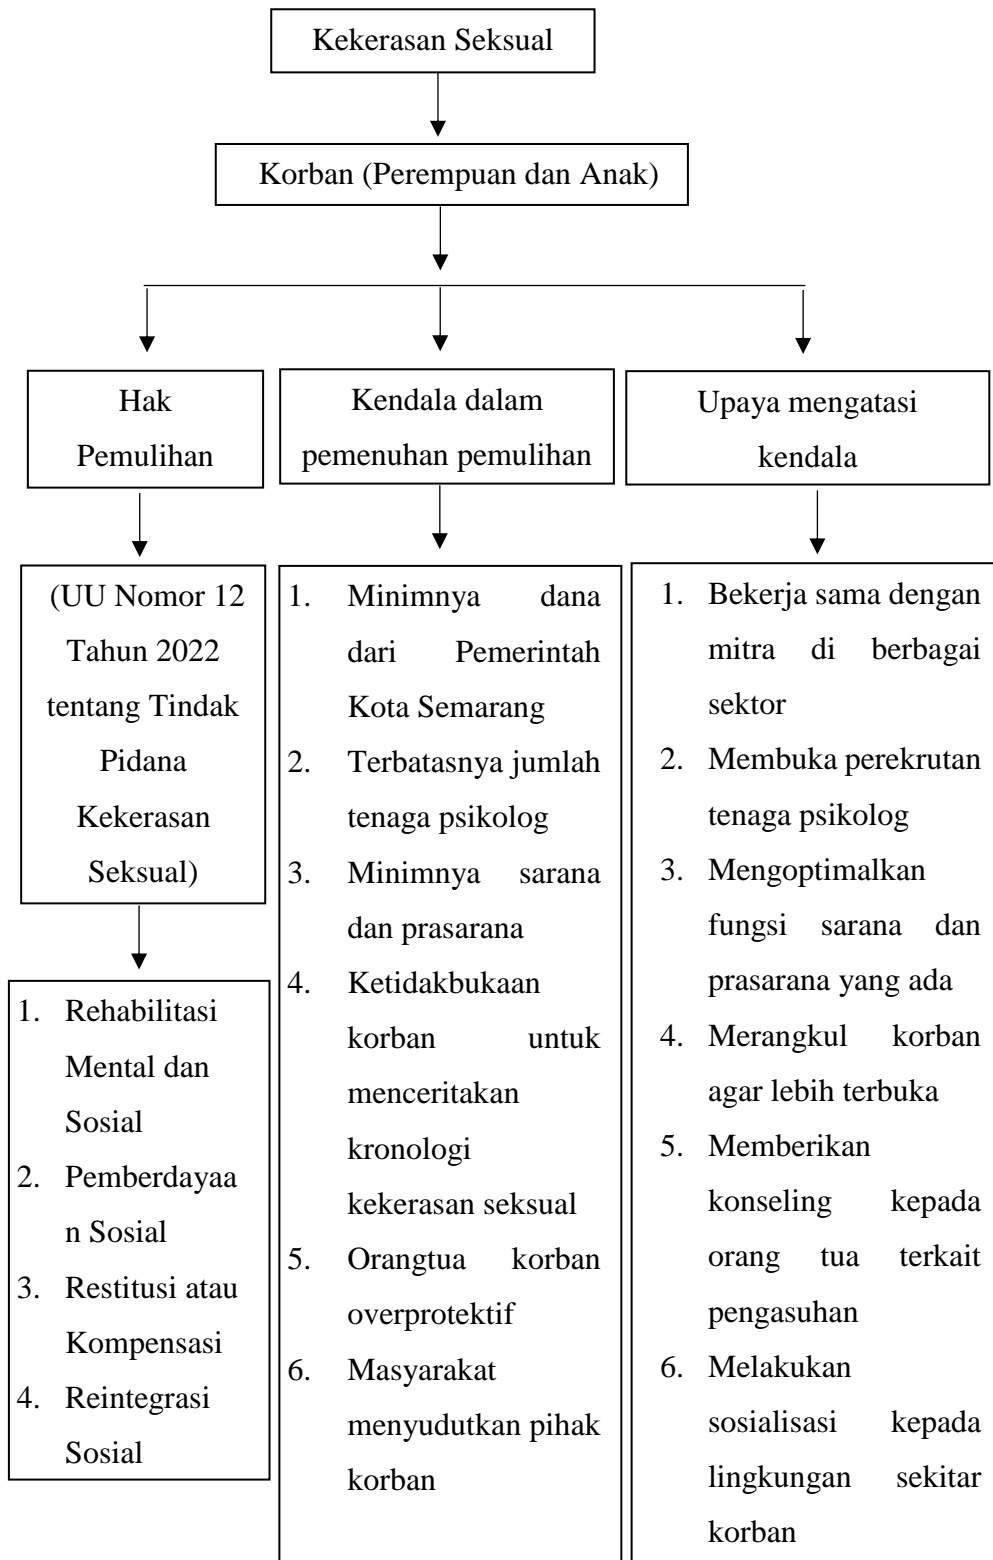 Kekerasan Seksual
Korban (Perempuan dan Anak)
Hak
Pemulihan
Kendala dalam
pemenuhan pemulihan
Upaya mengatasi
kendala
(UU Nomor 12
Tahun 2022
tentang Tindak
Pidana
Kekerasan
Seksual)
1. Rehabilitasi
Mental dan
Sosial
2. Pemberdayaa
n Sosial
3. Restitusi atau
Kompensasi
4. Reintegrasi
Sosial
1. Minimnya dana
dari Pemerintah
Kota Semarang
2. Terbatasnya jumlah
tenaga psikolog
3. Minimnya sarana
dan prasarana
4. Ketidakbukaan
korban untuk
menceritakan
kronologi
kekerasan seksual
5. Orangtua korban
overprotektif
6. Masyarakat
menyudutkan pihak
korban
1. Bekerja sama dengan
mitra di berbagai
sektor
2. Membuka perekrutan
tenaga psikolog
3. Mengoptimalkan
fungsi sarana dan
prasarana yang ada
4. Merangkul korban
agar lebih terbuka
5. Memberikan
konseling kepada
orang tua terkait
pengasuhan
6. Melakukan
sosialisasi kepada
lingkungan sekitar
korban